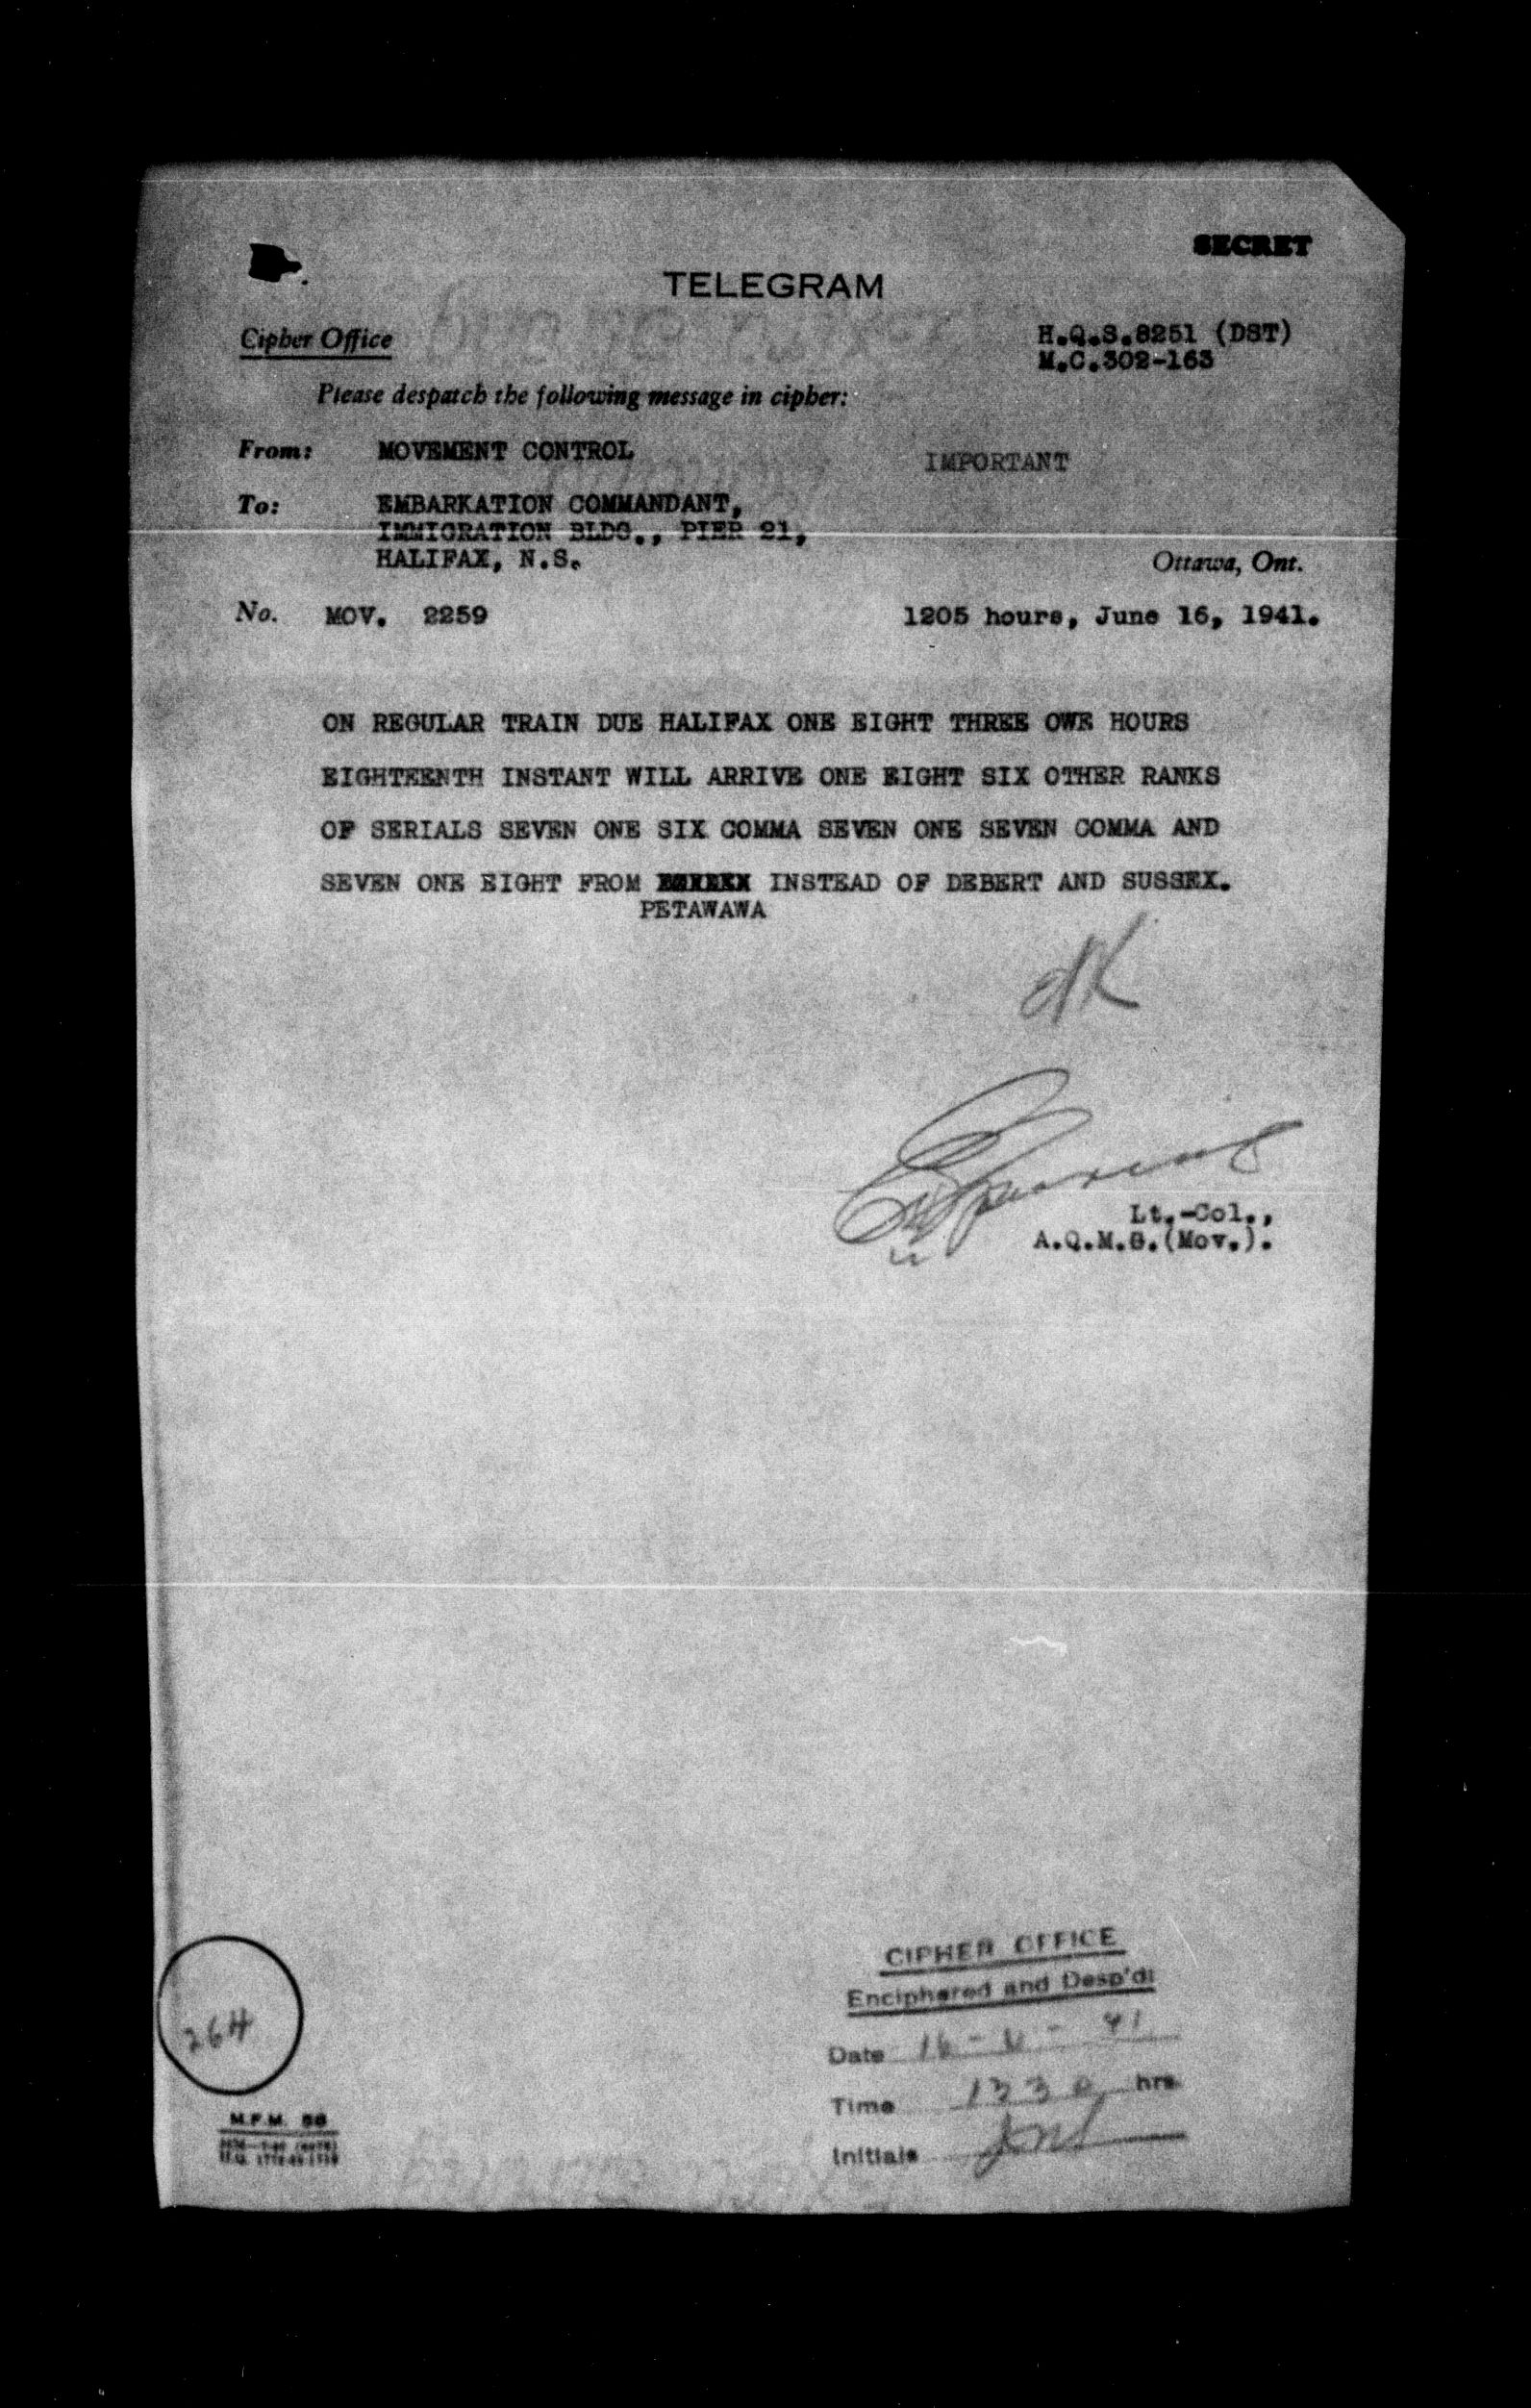 SECRET
TELEGRAM
Cipher Office
H.Q.S.8251 (DST)
M.C.302-163
Please despatch the following message in cipher:
From: MOVEMENT CONTROL
IMPORTANT
To: EMBARKATION COMMANDANT,
IMMIGRATION BLDG., PIER 21,
HALIFAX, N.S.
Ottawa, Ont.
No. MOV. 2259
1205 hours, June 16, 1941.
ON REGULAR TRAIN DUE HALIFAX ONE EIGHT THREE OWE HOURS
EIGHTEENTH INSTANT WILL ARRIVE ONE EIGHT SIX OTHER RANKS
OF SERIALS SEVEN ONE SIX COMMA SEVEN ONE SEVEN COMMA AND
SEVEN ONE EIGHT FROM INSTEAD OF DEBERT AND SUSSEX.
PETAWAWA
Lt.-Col.,
A.Q.M.G.(Mov.).
CIPHER OFFICE
Enciphered and Desp'd:
Date 16-6-41
Time 1330 hrs
Initials
264
M.F.M. 58